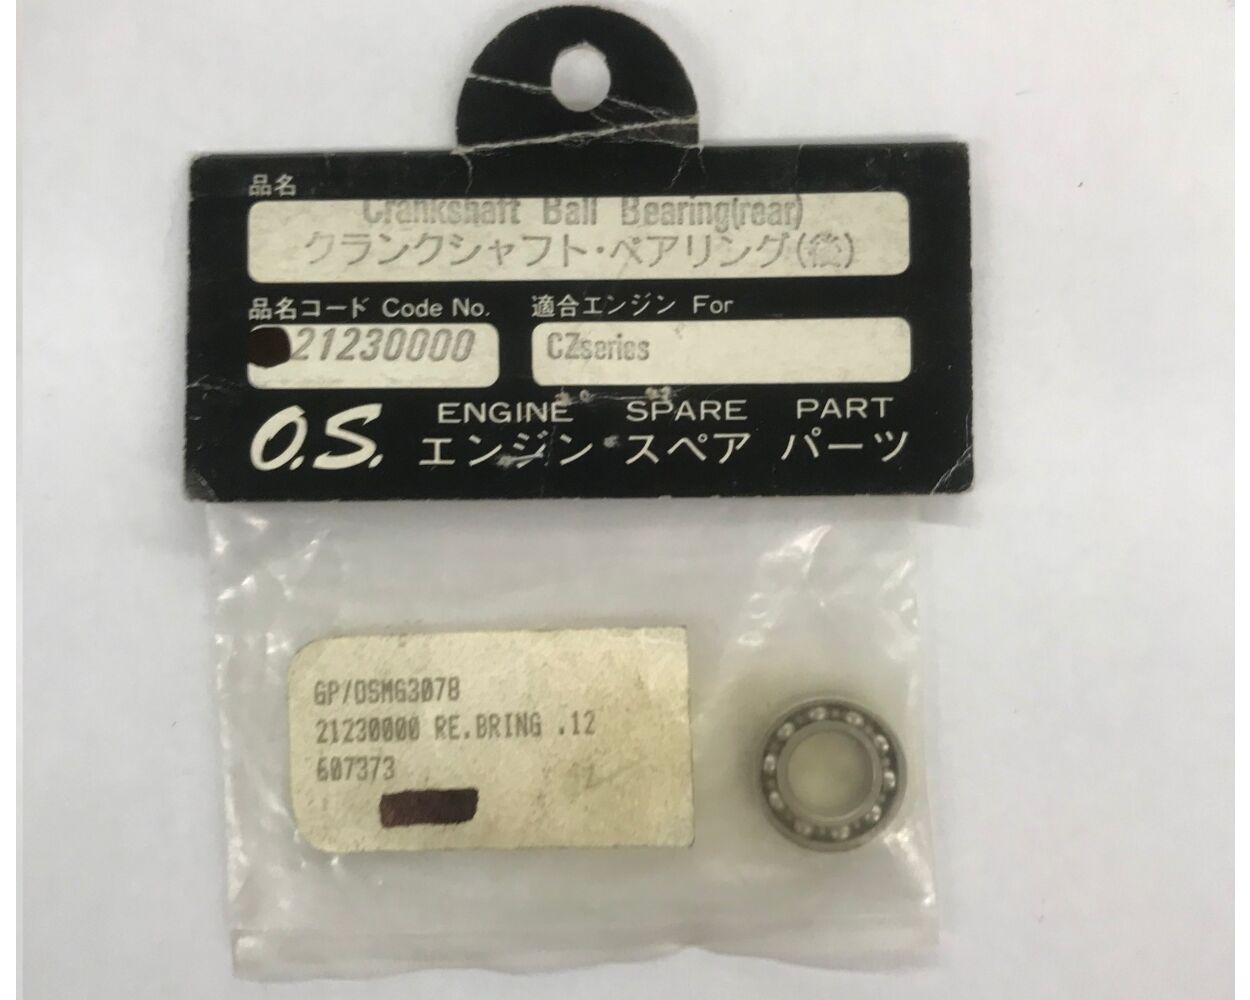 品名
Crankshaft Ball Bearing(rear)
クランクシャフト・ベアリング(後)
品名コード Code No. 適合エンジン For
21230000 CZseries
O.S. ENGINE SPARE PART
エンジン スペア パーツ
GP/OSMG3078
21230000 RE.BRING .12
607373